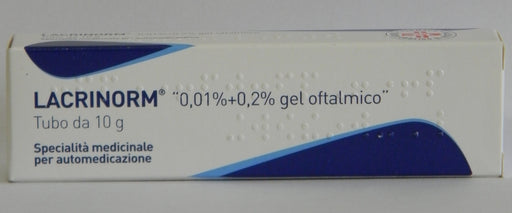 LACRINORM® "0,01%+0,2% gel oftalmico"
Tubo da 10 g
Specialità medicinale
per automedicazione